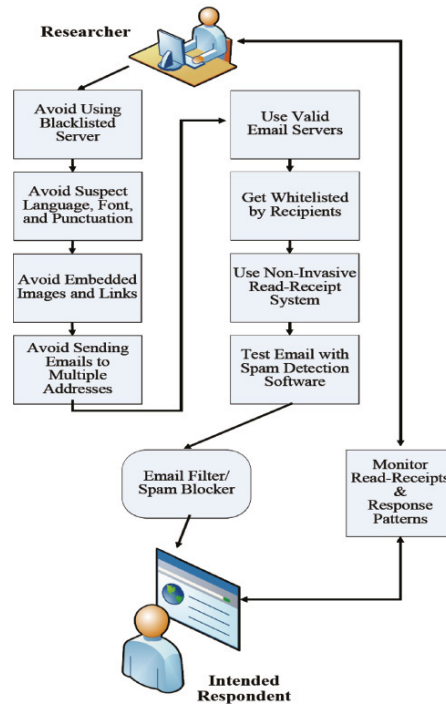 Researcher
Avoid Using
Blacklisted
Server
Avoid Suspect
Language, Font,
and Punctuation
Avoid Embedded
Images and Links
Avoid Sending
Emails to
Multiple
Addresses
Use Valid
Email Servers
Get Whitelisted
by Recipients
Use Non-Invasive
Read-Receipt
System
Test Email with
Spam Detection
Software
Email Filter/
Spam Blocker
Monitor
Read-Receipts
&
Response
Patterns
Intended
Respondent